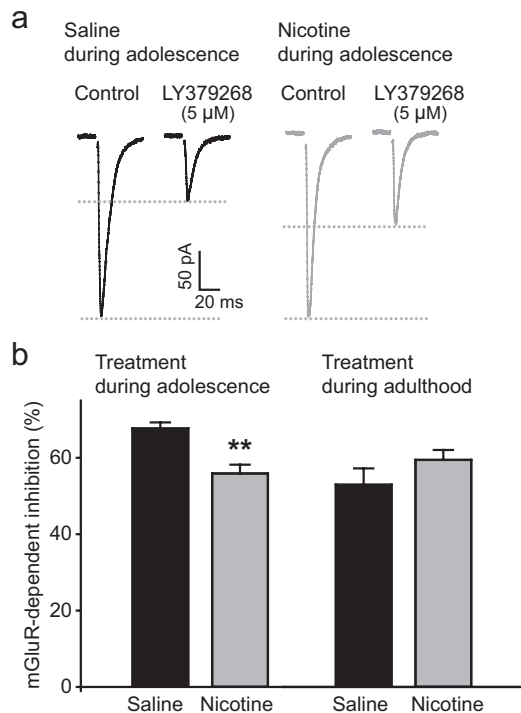 a
Saline
during adolescence
Nicotine
during adolescence
Control
LY379268
(5 µM)
Control
LY379268
(5 µM)
50 pA
20 ms
b
Treatment
during adolescence
Treatment
during adulthood
mGluR-dependent inhibition (%)
60
40
20
0
**
Saline
Nicotine
Saline
Nicotine